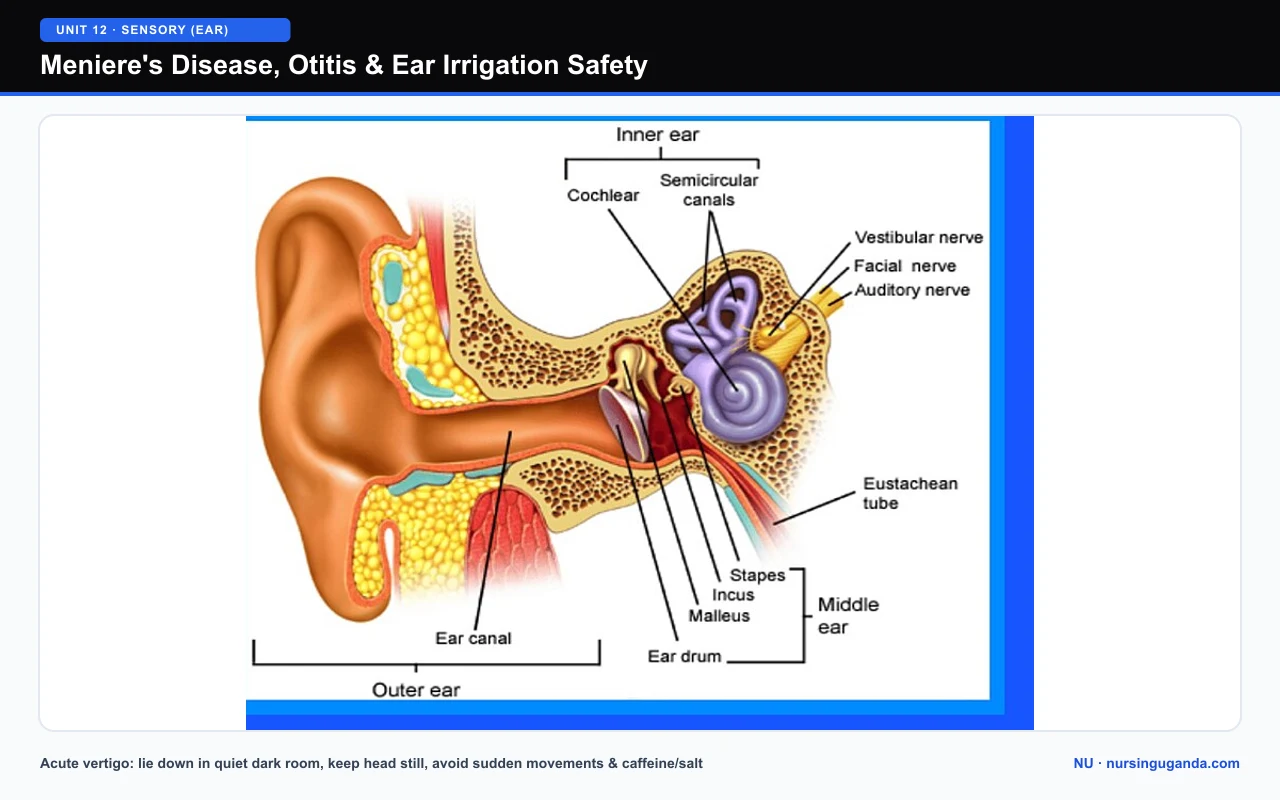 UNIT 12 · SENSORY (EAR)
Meniere's Disease, Otitis & Ear Irrigation Safety
Inner ear
Cochlear
Semicircular
canals
Vestibular nerve
Facial nerve
Auditory nerve
Eustachean
tube
Stapes
Incus
Malleus
Ear drum
Middle
ear
Ear canal
Outer ear
Acute vertigo: lie down in quiet dark room, keep head still, avoid sudden movements & caffeine/salt
NU · nursinguganda.com